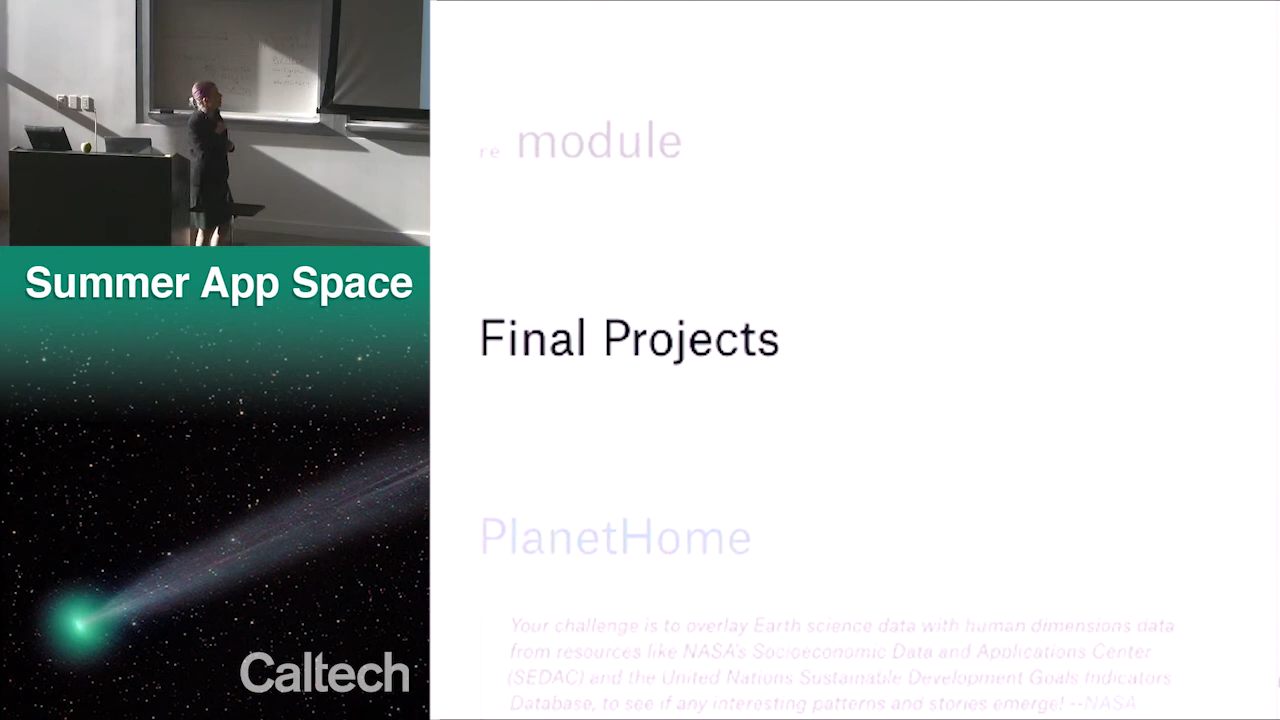 Summer App Space
Caltech
re module
Final Projects
PlanetHome
Your challenge is to overlay Earth science data with human dimensions data
from resources like NASA's Socioeconomic Data and Applications Center
(SEDAC) and the United Nations Sustainable Development Goals Indicators
Database, to see if any interesting patterns and stories emerge! --NASA